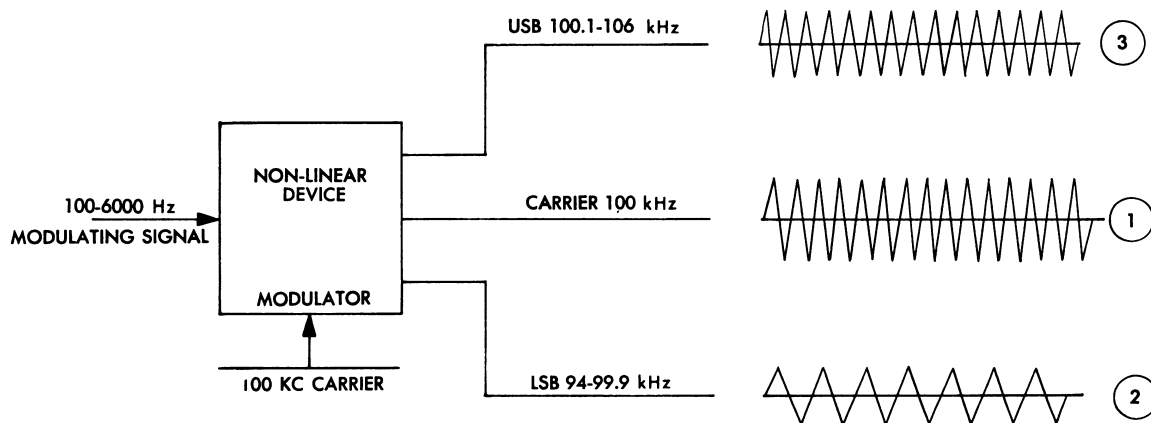 USB 100.1-106 kHz
3
NON-LINEAR
DEVICE
100-6000 Hz
MODULATING SIGNAL
CARRIER 100 kHz
1
MODULATOR
100 KC CARRIER
LSB 94-99.9 kHz
2